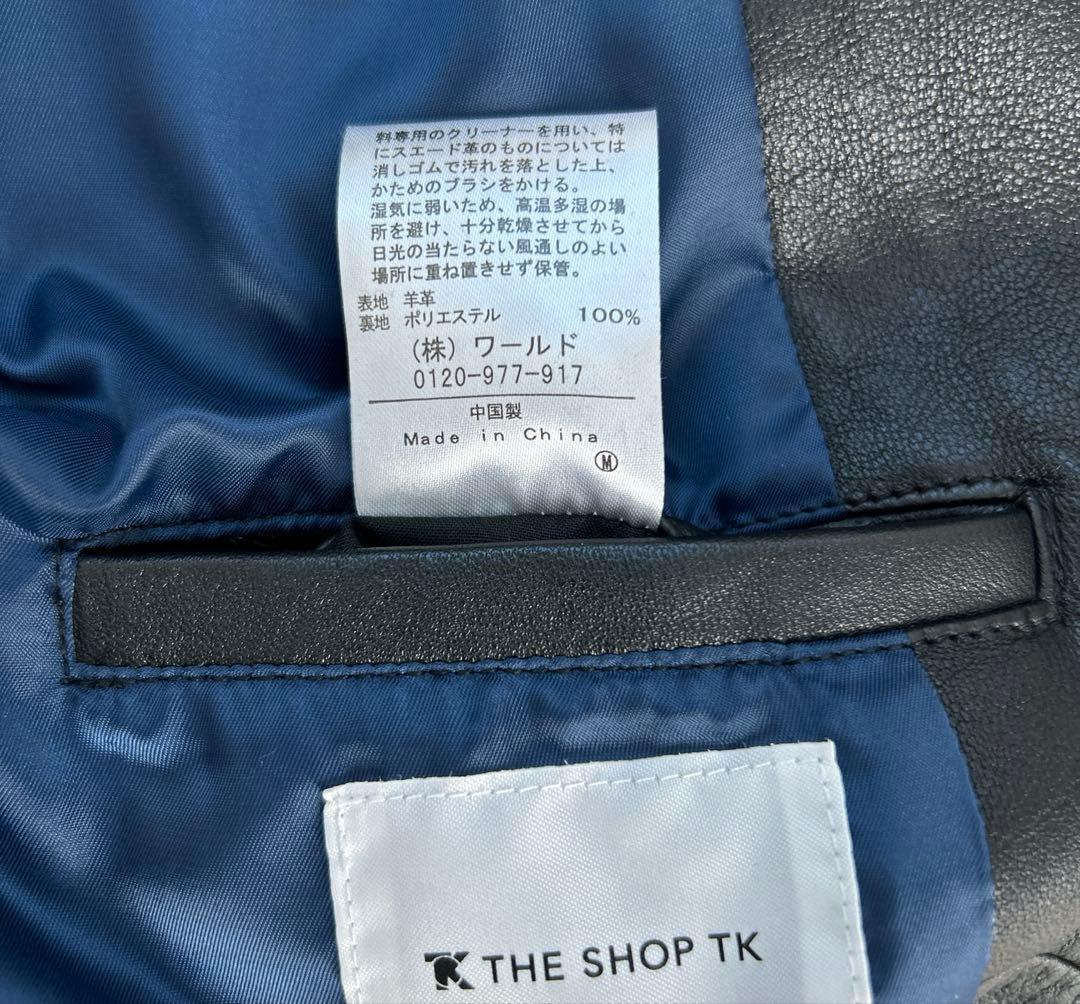 料専用のクリーナーを用い、特
にスエード革のものについては
消しゴムで汚れを落とした上、
かためのブラシをかける。
湿気に弱いため、高温多湿の場
所を避け、十分乾燥させてから
日光の当たらない風通しのよい
場所に重ね置きせず保管。
表地 羊革
裏地 ポリエステル 100%
(株) ワールド
0120-977-917
中国製
Made in China
Ⓜ
TK THE SHOP TK